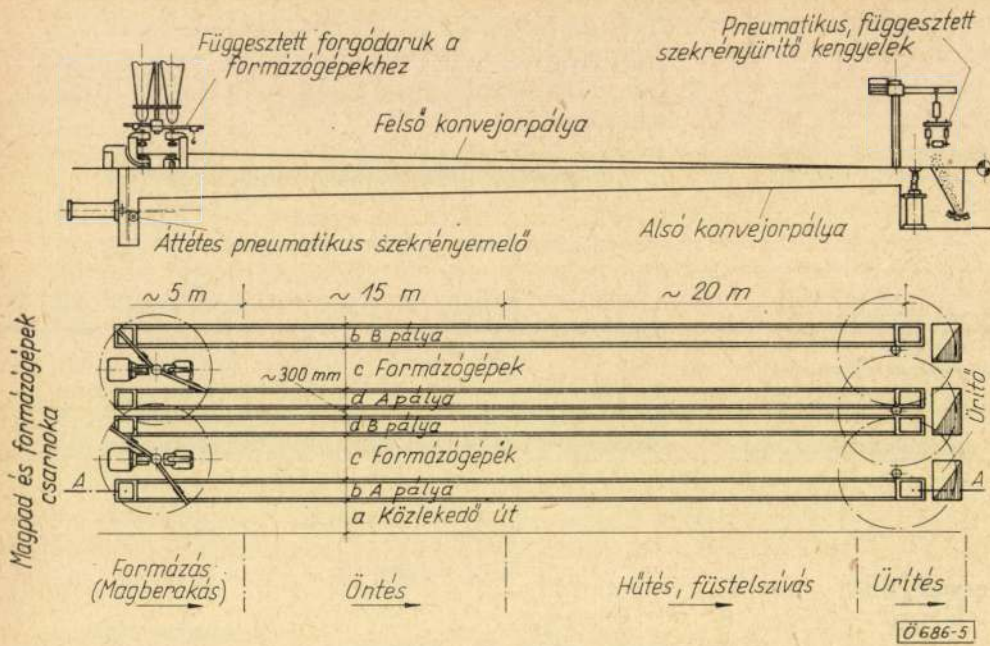 Függesztett forgódaruk a
formázógépekhez
Pneumatikus, függesztett
szekrényürítő kengyelek
Felső konvejorpálya
Alsó konvejorpálya
Áttétes pneumatikus szekrényemelő
~ 5 m
~ 15 m
~ 20 m
Magpad és formázógépek
csarnoka
b B pálya
c Formázógépek
~300 mm
d A pálya
d B pálya
c Formázógépek
Ürítő
A
b A pálya
A
a Közlekedő út
Formázás
(Magberakás)
Öntés
Hűtés, füstelszívás
Ürítés
Ö 686-5